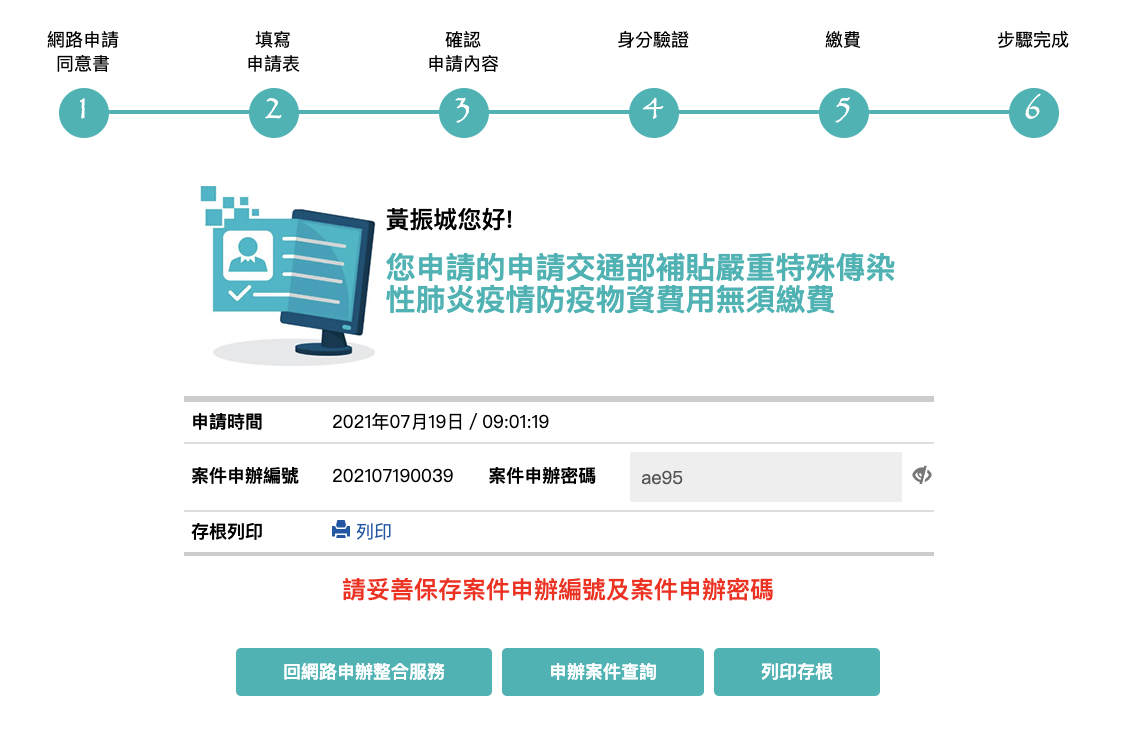 網路申請
同意書
填寫
申請表
確認
申請內容
身分驗證
繳費
步驟完成
1
2
3
4
5
6
黃振城您好!
您申請的申請交通部補貼嚴重特殊傳染
性肺炎疫情防疫物資費用無須繳費
申請時間 2021年07月19日 / 09:01:19
案件申辦編號 202107190039 案件申辦密碼 ae95
存根列印 列印
請妥善保存案件申辦編號及案件申辦密碼
回網路申辦整合服務 申辦案件查詢 列印存根